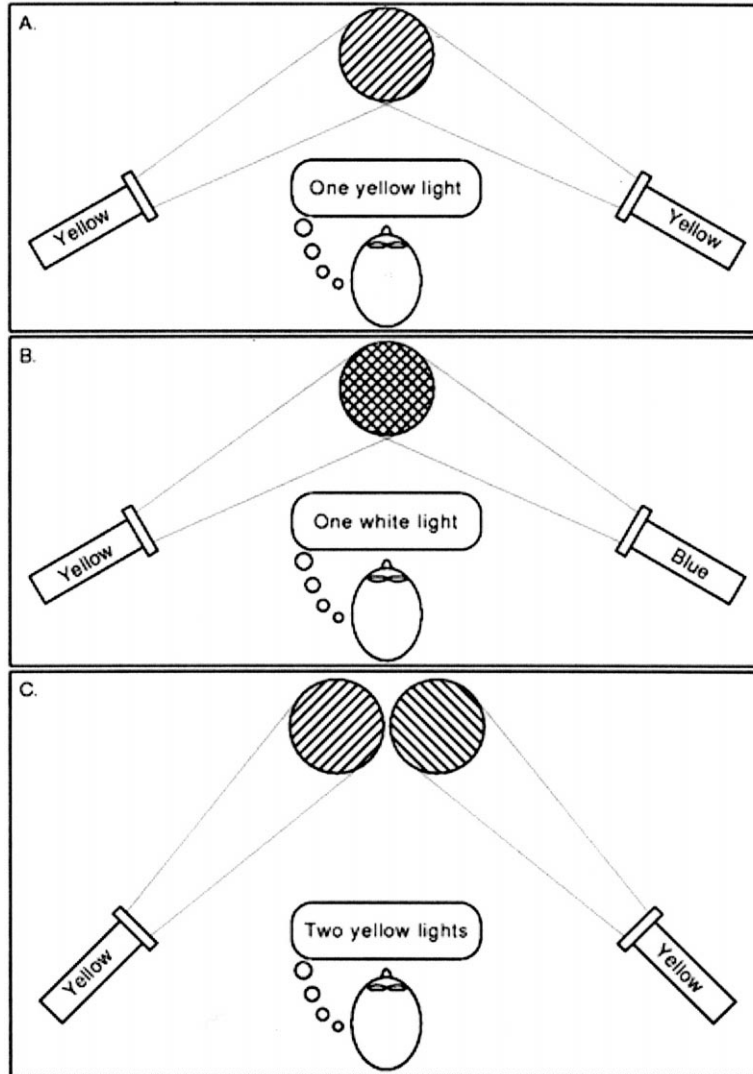 A.
One yellow light
Yellow
Yellow
B.
One white light
Yellow
Blue
C.
Two yellow lights
Yellow
Yellow